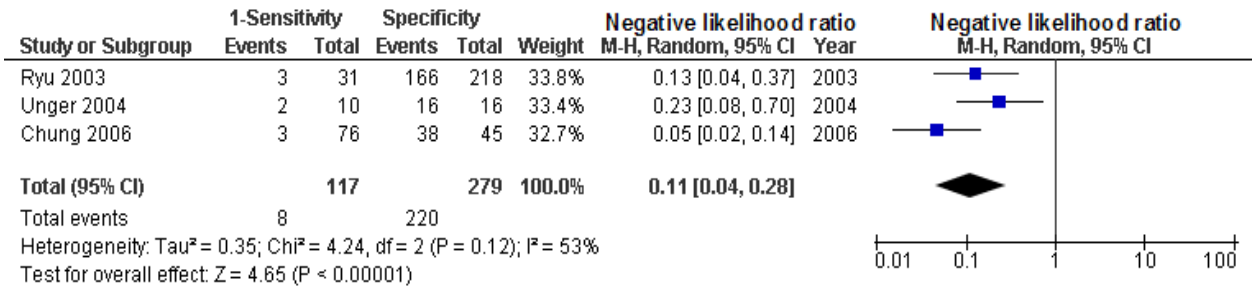 1-Sensitivity Specificity Negative likelihood ratio Negative likelihood ratio
Study or Subgroup Events Total Events Total Weight M-H, Random, 95% CI Year M-H, Random, 95% CI
Ryu 2003 3 31 166 218 33.8% 0.13 [0.04, 0.37] 2003
Unger 2004 2 10 16 16 33.4% 0.23 [0.08, 0.70] 2004
Chung 2006 3 76 38 45 32.7% 0.05 [0.02, 0.14] 2006
Total (95% CI) 117 279 100.0% 0.11 [0.04, 0.28]
Total events 8 220
Heterogeneity: Tau² = 0.35; Chi² = 4.24, df = 2 (P = 0.12); I² = 53%
Test for overall effect: Z = 4.65 (P < 0.00001)
0.01 0.1 1 10 100